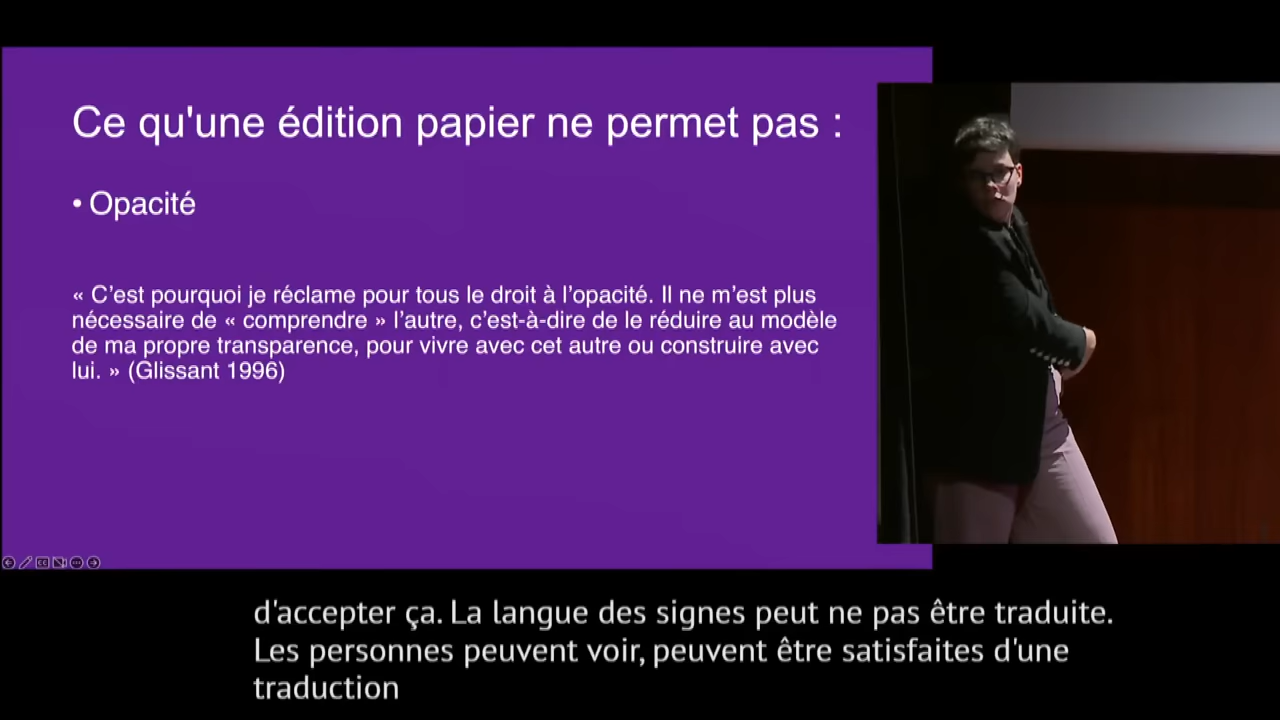 Ce qu'une édition papier ne permet pas :
• Opacité
« C’est pourquoi je réclame pour tous le droit à l’opacité. Il ne m’est plus
nécessaire de « comprendre » l’autre, c’est-à-dire de le réduire au modèle
de ma propre transparence, pour vivre avec cet autre ou construire avec
lui. » (Glissant 1996)
d'accepter ça. La langue des signes peut ne pas être traduite.
Les personnes peuvent voir, peuvent être satisfaites d'une
traduction